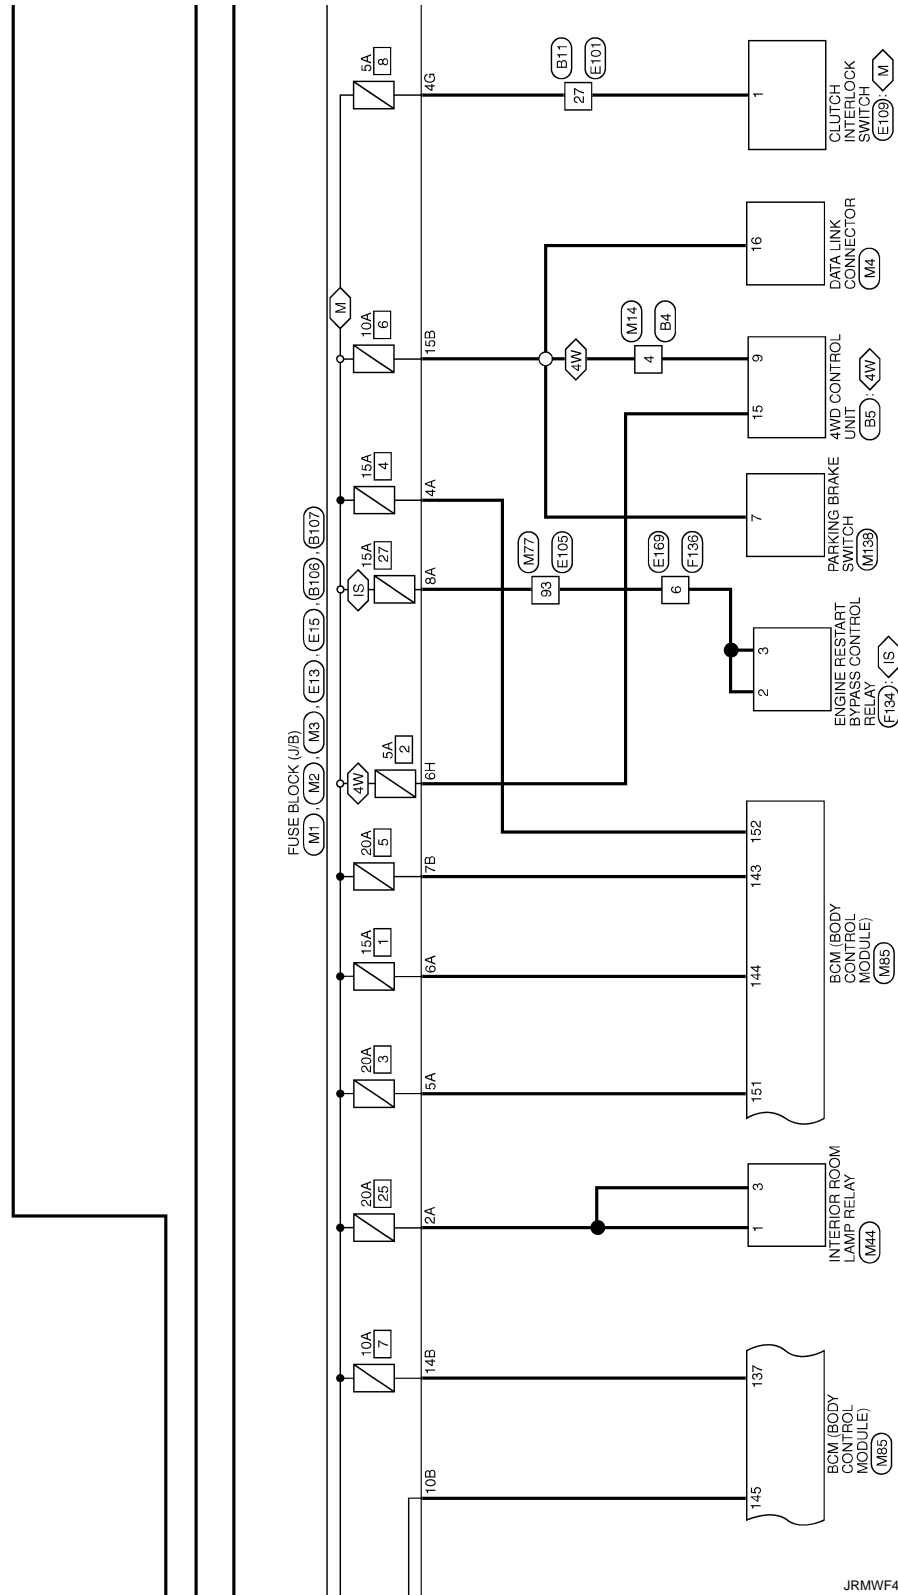 FUSE BLOCK (J/B)
M1 , M2 , M3 , E13 , E15 , B106 , B107
M
10A
7
14B
10B
20A
25
2A
20A
3
5A
15A
1
6A
20A
5
7B
4W
5A
2
6H
IS
15A
27
8A
15A
4
4A
10A
6
15B
5A
8
4G
M77
E105
93
E169
F136
6
4W
M14
B4
4
B11
E101
27
145
137
BCM (BODY
CONTROL
MODULE)
M85
1
3
INTERIOR ROOM
LAMP RELAY
M44
151
144
143
152
BCM (BODY
CONTROL
MODULE)
M85
2
3
ENGINE RESTART
BYPASS CONTROL
RELAY
F134 : IS
7
PARKING BRAKE
SWITCH
M138
15
9
4WD CONTROL
UNIT
B5 : 4W
16
DATA LINK
CONNECTOR
M4
1
CLUTCH
INTERLOCK
SWITCH
E109 : M
JRMWF4